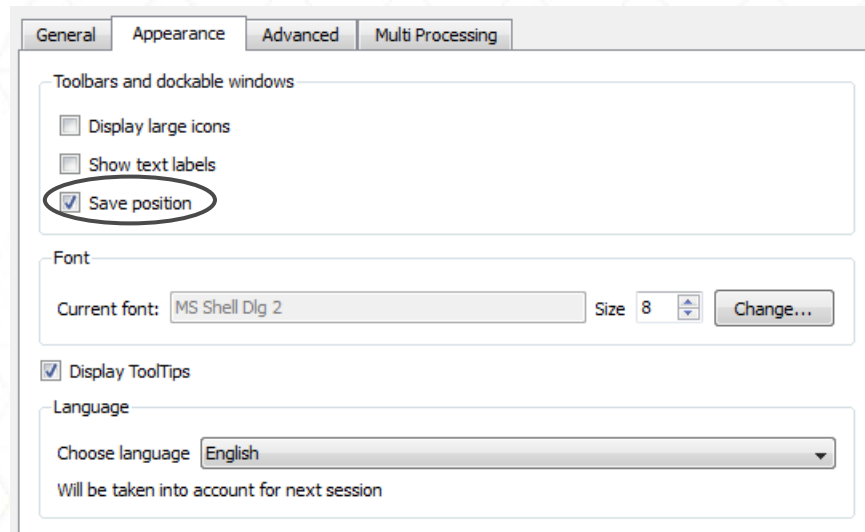 General Appearance Advanced Multi Processing
Toolbars and dockable windows
Display large icons
Show text labels
Save position
Font
Current font: MS Shell Dlg 2 Size 8 Change...
Display ToolTips
Language
Choose language English
Will be taken into account for next session